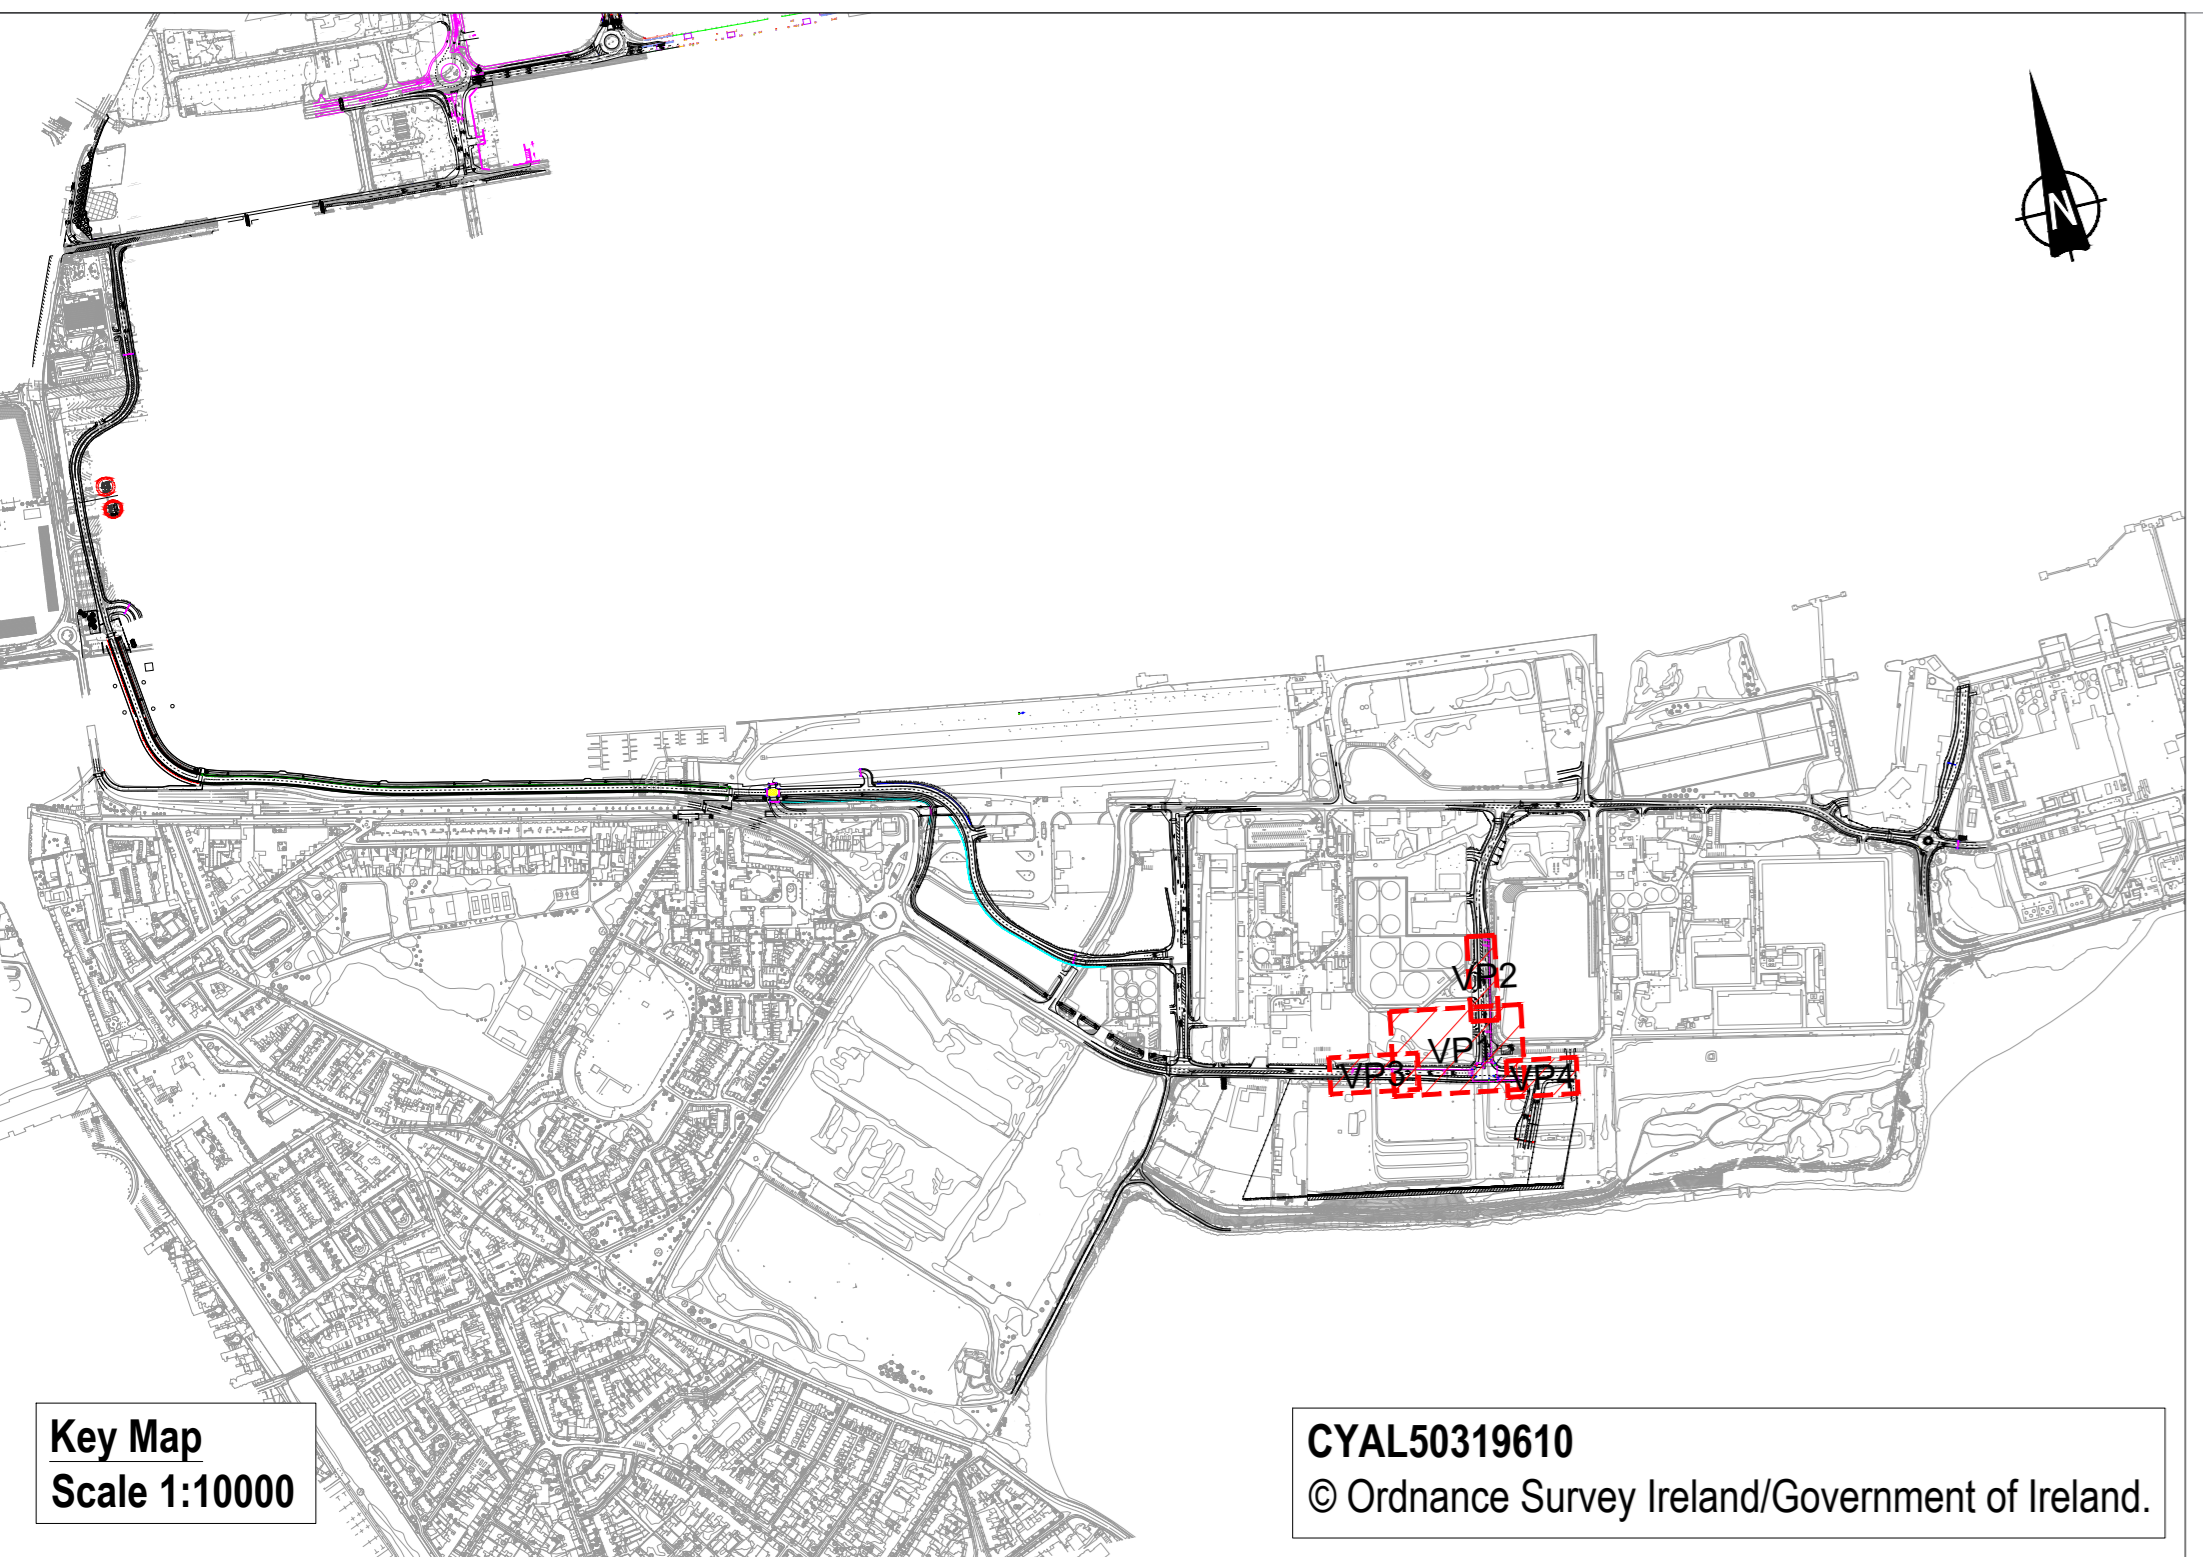 N
VP2
VP1
VP3
VP4
Key Map
Scale 1:10000
CYAL50319610
© Ordnance Survey Ireland/Government of Ireland.